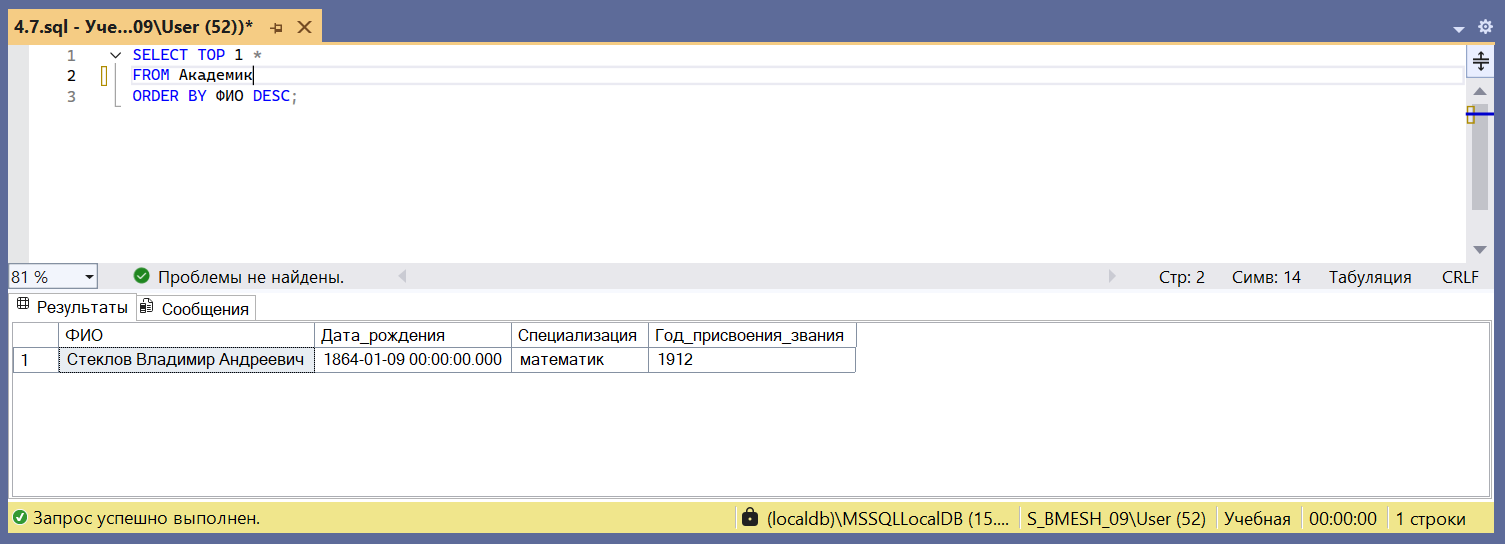 4.7.sql - Уче...09\User (52))*
1 SELECT TOP 1 *
2 FROM Академик
3 ORDER BY ФИО DESC;
81 % Проблемы не найдены. Стр: 2 Симв: 14 Табуляция CRLF
Результаты Сообщения
ФИО Дата_рождения Специализация Год_присвоения_звания
1 Стеклов Владимир Андреевич 1864-01-09 00:00:00.000 математик 1912
Запрос успешно выполнен. (localdb)\MSSQLLocalDB (15.... S_BMESH_09\User (52) Учебная 00:00:00 1 строки